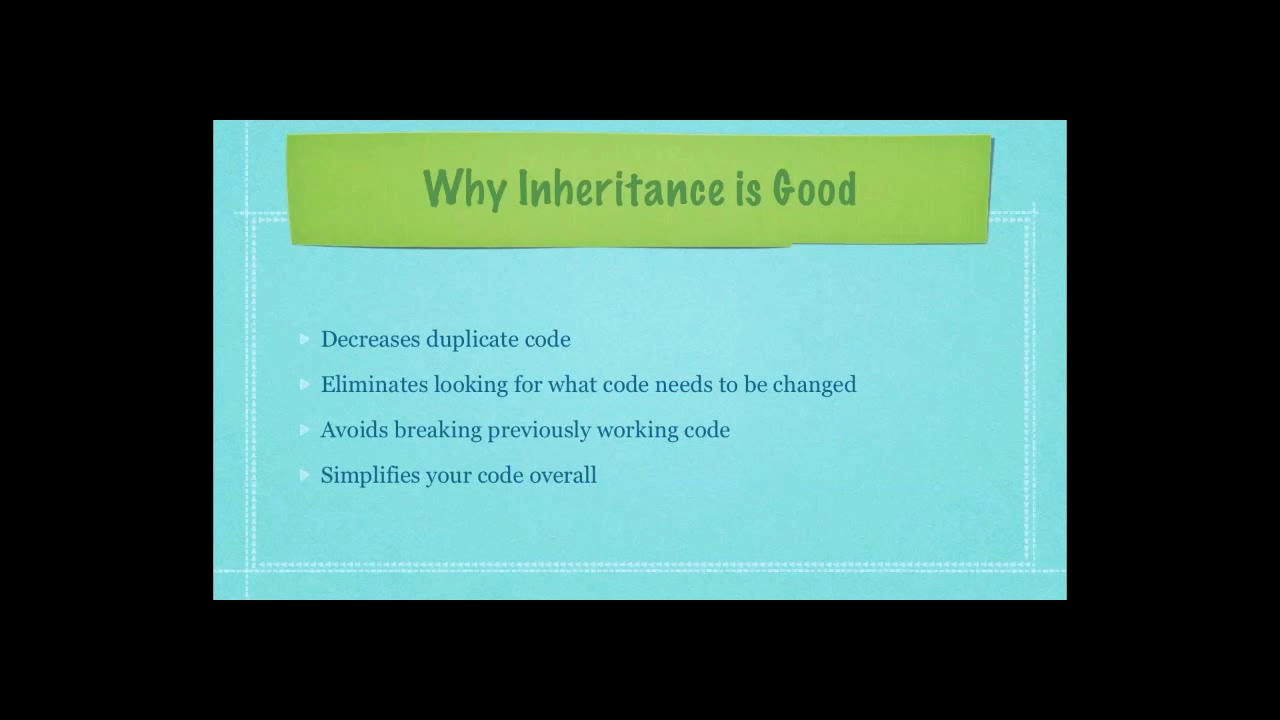 Why Inheritance is Good
Decreases duplicate code
Eliminates looking for what code needs to be changed
Avoids breaking previously working code
Simplifies your code overall